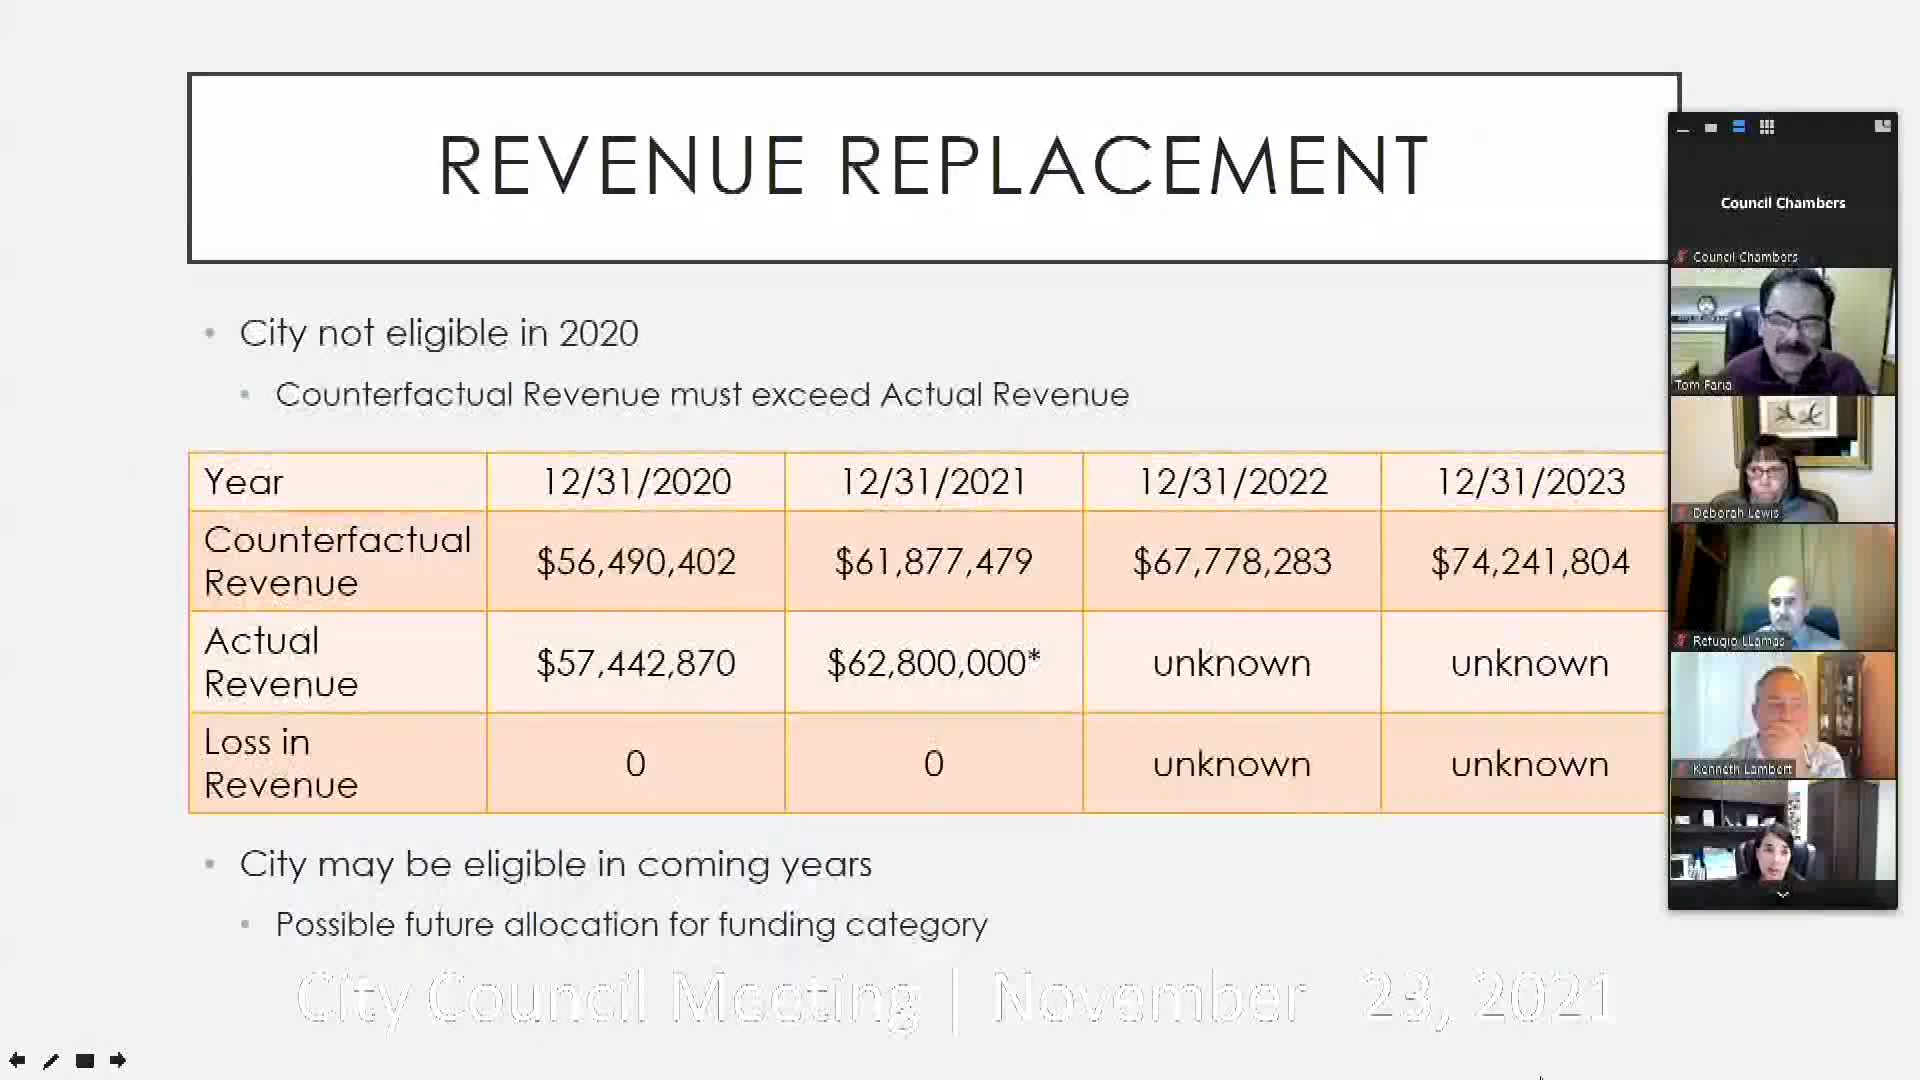 REVENUE REPLACEMENT
Council Chambers
Council Chambers
Tom Faria
Deborah Lewis
Refugio LLamas
Kenneth Lambert
• City not eligible in 2020
• Counterfactual Revenue must exceed Actual Revenue
Year 12/31/2020 12/31/2021 12/31/2022 12/31/2023
Counterfactual
Revenue $56,490,402 $61,877,479 $67,778,283 $74,241,804
Actual
Revenue $57,442,870 $62,800,000* unknown unknown
Loss in
Revenue 0 0 unknown unknown
• City may be eligible in coming years
• Possible future allocation for funding category
City Council Meeting | November 23, 2021